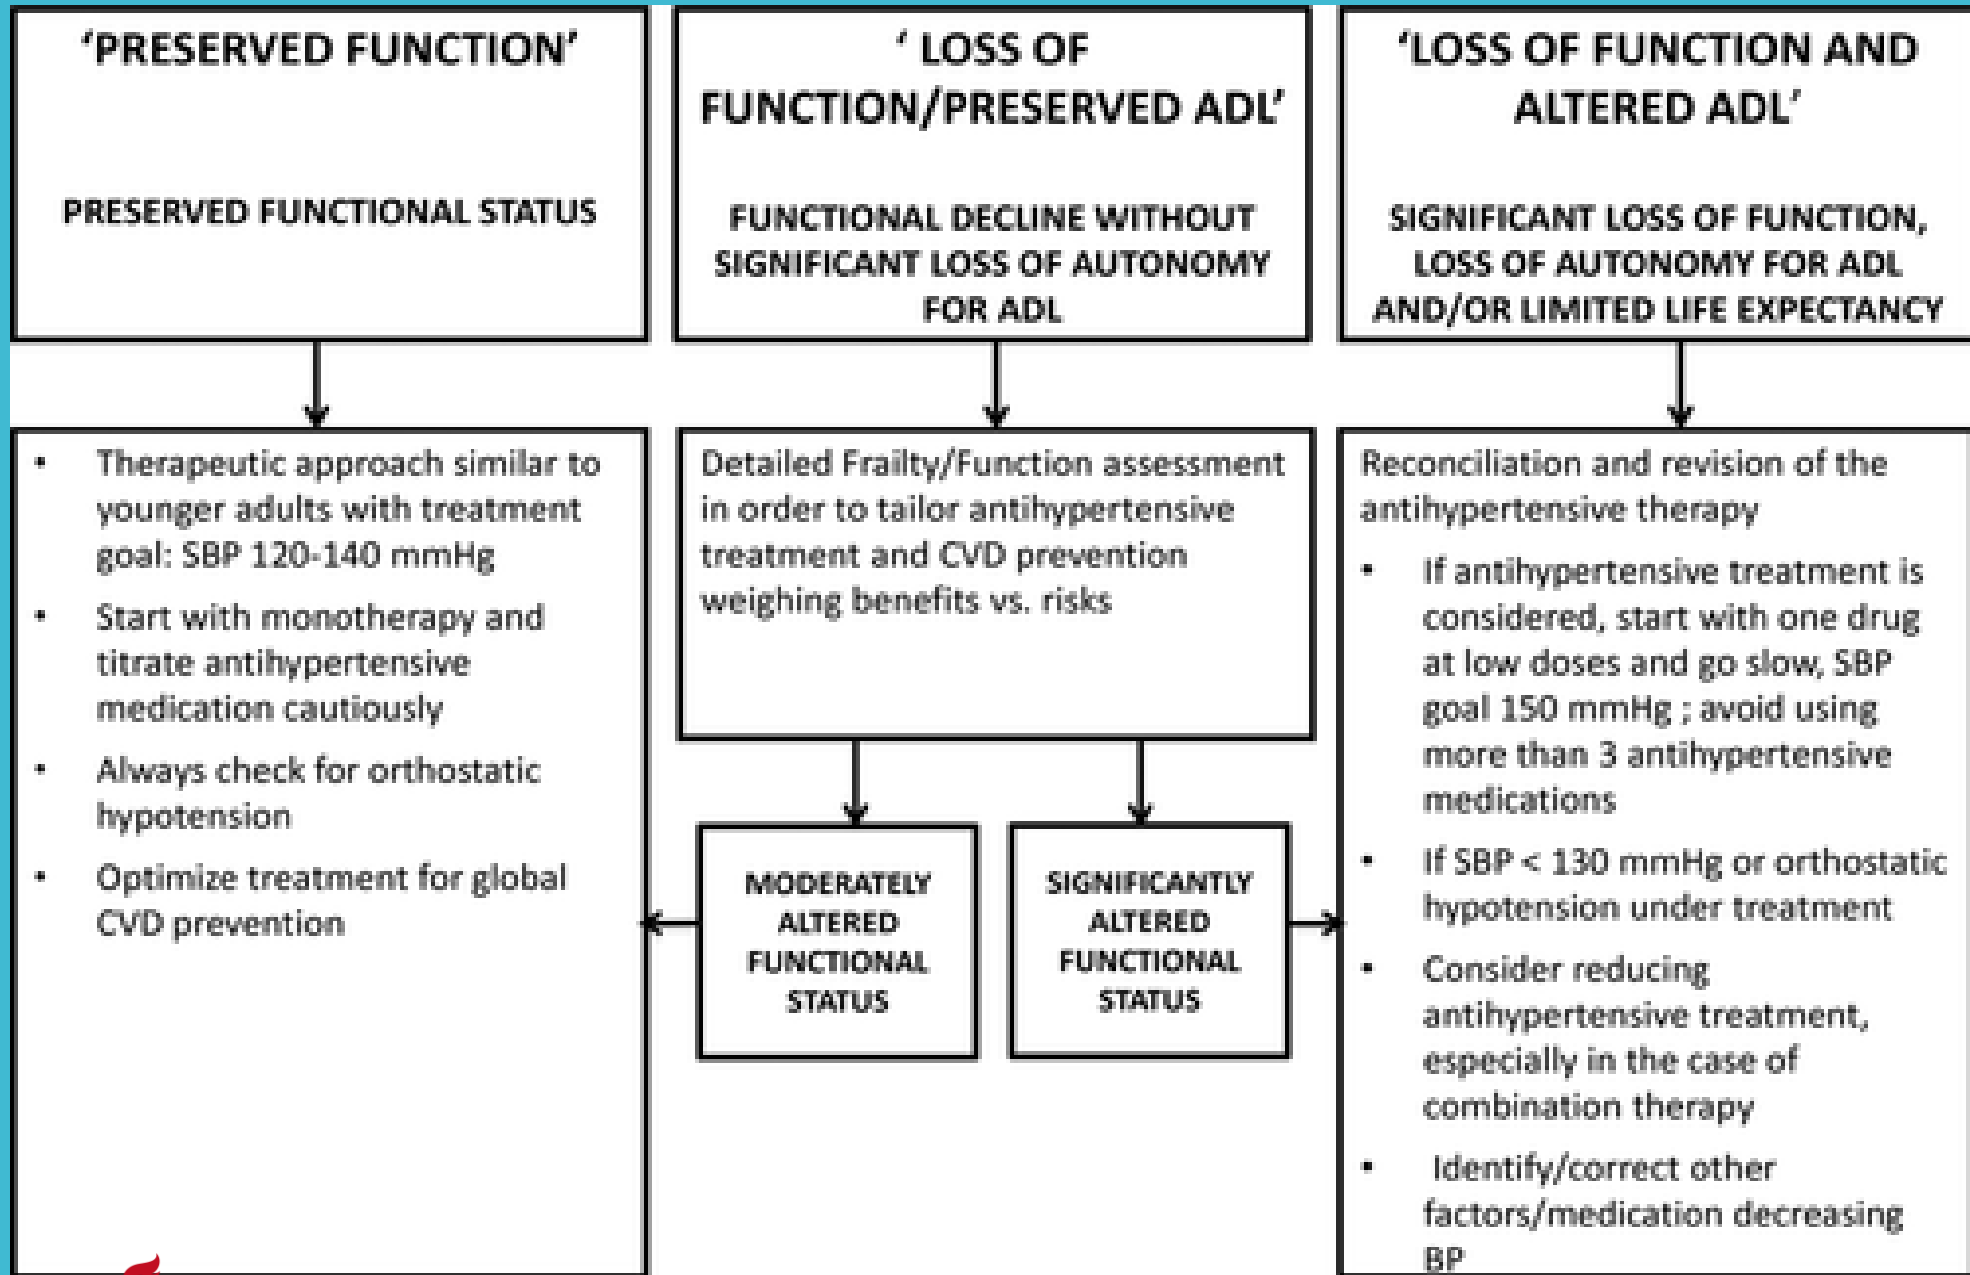 ‘PRESERVED FUNCTION’
PRESERVED FUNCTIONAL STATUS
‘ LOSS OF
FUNCTION/PRESERVED ADL’
FUNCTIONAL DECLINE WITHOUT
SIGNIFICANT LOSS OF AUTONOMY
FOR ADL
‘LOSS OF FUNCTION AND
ALTERED ADL’
SIGNIFICANT LOSS OF FUNCTION,
LOSS OF AUTONOMY FOR ADL
AND/OR LIMITED LIFE EXPECTANCY
• Therapeutic approach similar to
younger adults with treatment
goal: SBP 120-140 mmHg
• Start with monotherapy and
titrate antihypertensive
medication cautiously
• Always check for orthostatic
hypotension
• Optimize treatment for global
CVD prevention
Detailed Frailty/Function assessment
in order to tailor antihypertensive
treatment and CVD prevention
weighing benefits vs. risks
MODERATELY
ALTERED
FUNCTIONAL
STATUS
SIGNIFICANTLY
ALTERED
FUNCTIONAL
STATUS
Reconciliation and revision of the
antihypertensive therapy
• If antihypertensive treatment is
considered, start with one drug
at low doses and go slow, SBP
goal 150 mmHg ; avoid using
more than 3 antihypertensive
medications
• If SBP < 130 mmHg or orthostatic
hypotension under treatment
• Consider reducing
antihypertensive treatment,
especially in the case of
combination therapy
• Identify/correct other
factors/medication decreasing
BP